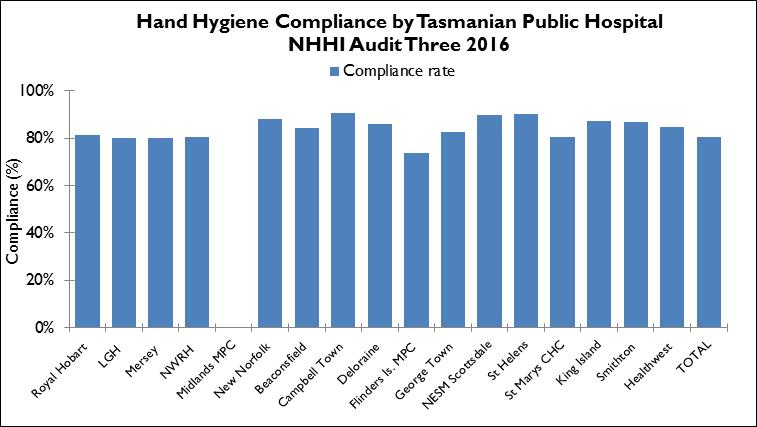 Hand Hygiene Compliance by Tasmanian Public Hospital
NHHI Audit Three 2016
Compliance rate
Compliance (%)
100%
80%
60%
40%
20%
0%
Royal Hobart
LGH
Mersey
NWRH
Midlands MPC
New Norfolk
Beaconsfield
Campbell Town
Deloraine
Flinders Is. MPC
George Town
NESM Scottsdale
St Helens
St Marys CHC
King Island
Smithton
Healthwest
TOTAL